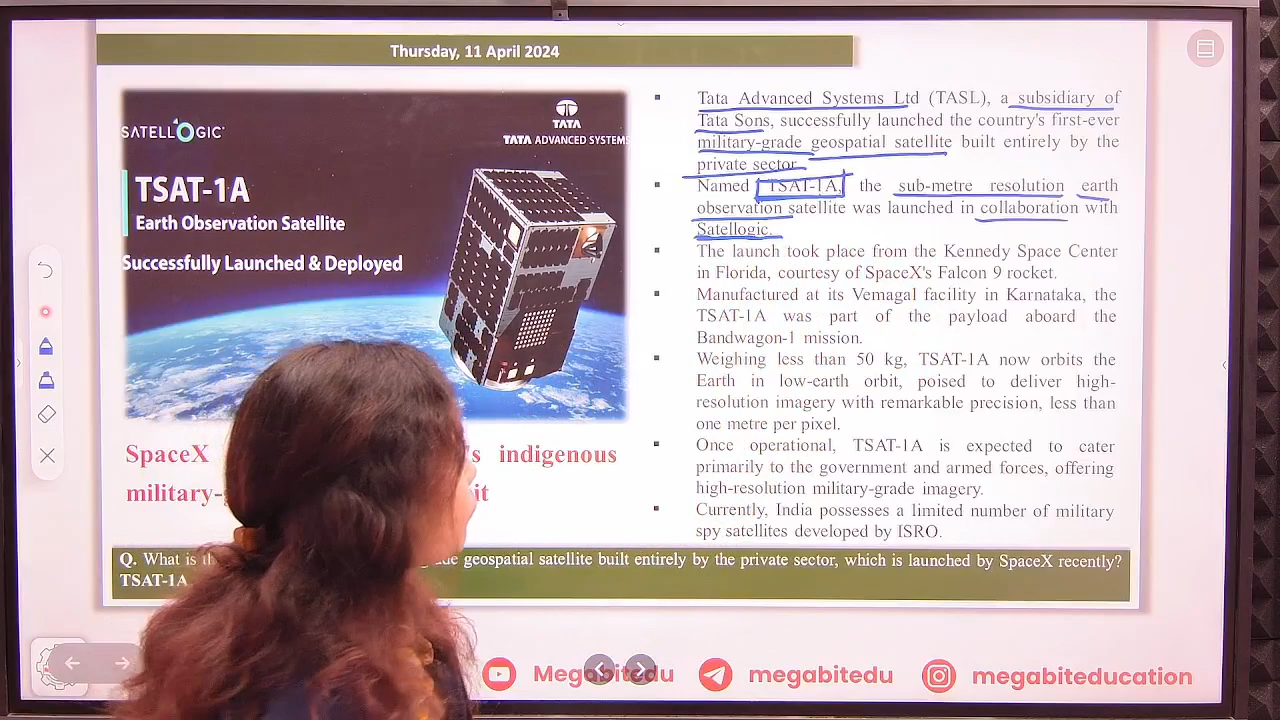 Thursday, 11 April 2024
SATELLOGIC
TATA
TATA ADVANCED SYSTEMS
TSAT-1A
Earth Observation Satellite
Successfully Launched & Deployed
SpaceX 's indigenous
military-
Tata Advanced Systems Ltd (TASL), a subsidiary of
Tata Sons, successfully launched the country's first-ever
military-grade geospatial satellite built entirely by the
private sector.
Named TSAT-1A, the sub-metre resolution earth
observation satellite was launched in collaboration with
Satellogic.
The launch took place from the Kennedy Space Center
in Florida, courtesy of SpaceX's Falcon 9 rocket.
Manufactured at its Vemagal facility in Karnataka, the
TSAT-1A was part of the payload aboard the
Bandwagon-1 mission.
Weighing less than 50 kg, TSAT-1A now orbits the
Earth in low-earth orbit, poised to deliver high-
resolution imagery with remarkable precision, less than
one metre per pixel.
Once operational, TSAT-1A is expected to cater
primarily to the government and armed forces, offering
high-resolution military-grade imagery.
Currently, India possesses a limited number of military
spy satellites developed by ISRO.
Q. What is geospatial satellite built entirely by the private sector, which is launched by SpaceX recently?
TSAT-1A
Megabitedu megabitedu megabiteducation